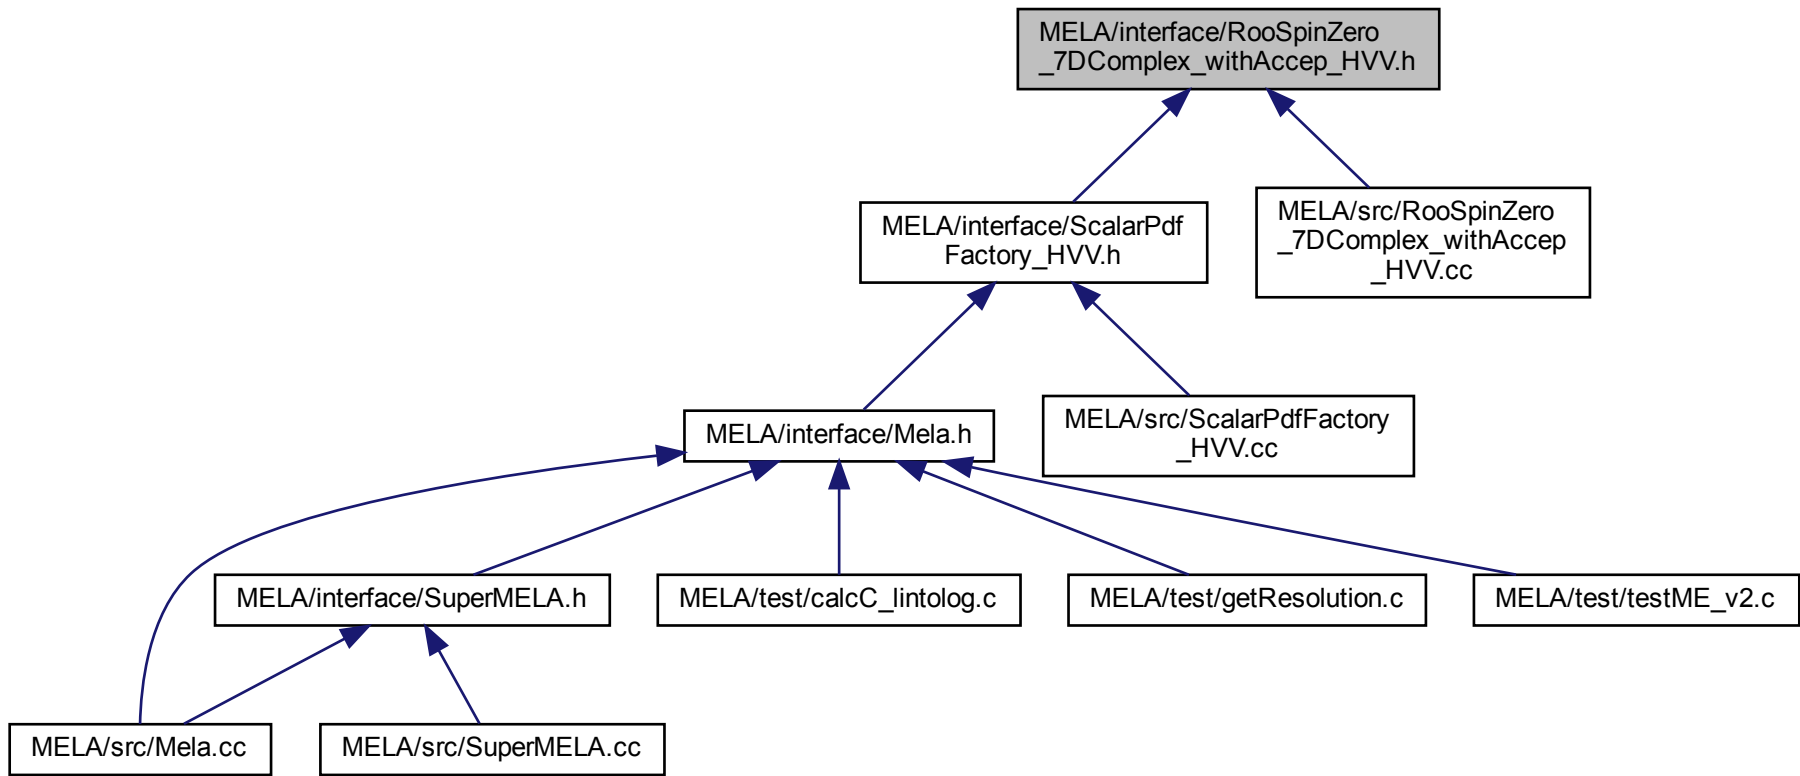 MELA/interface/RooSpinZero
_7DComplex_withAccep_HVV.h
MELA/interface/ScalarPdf
Factory_HVV.h
MELA/src/RooSpinZero
_7DComplex_withAccep
_HVV.cc
MELA/interface/Mela.h
MELA/src/ScalarPdfFactory
_HVV.cc
MELA/interface/SuperMELA.h
MELA/test/calcC_lintolog.c
MELA/test/getResolution.c
MELA/test/testME_v2.c
MELA/src/Mela.cc
MELA/src/SuperMELA.cc